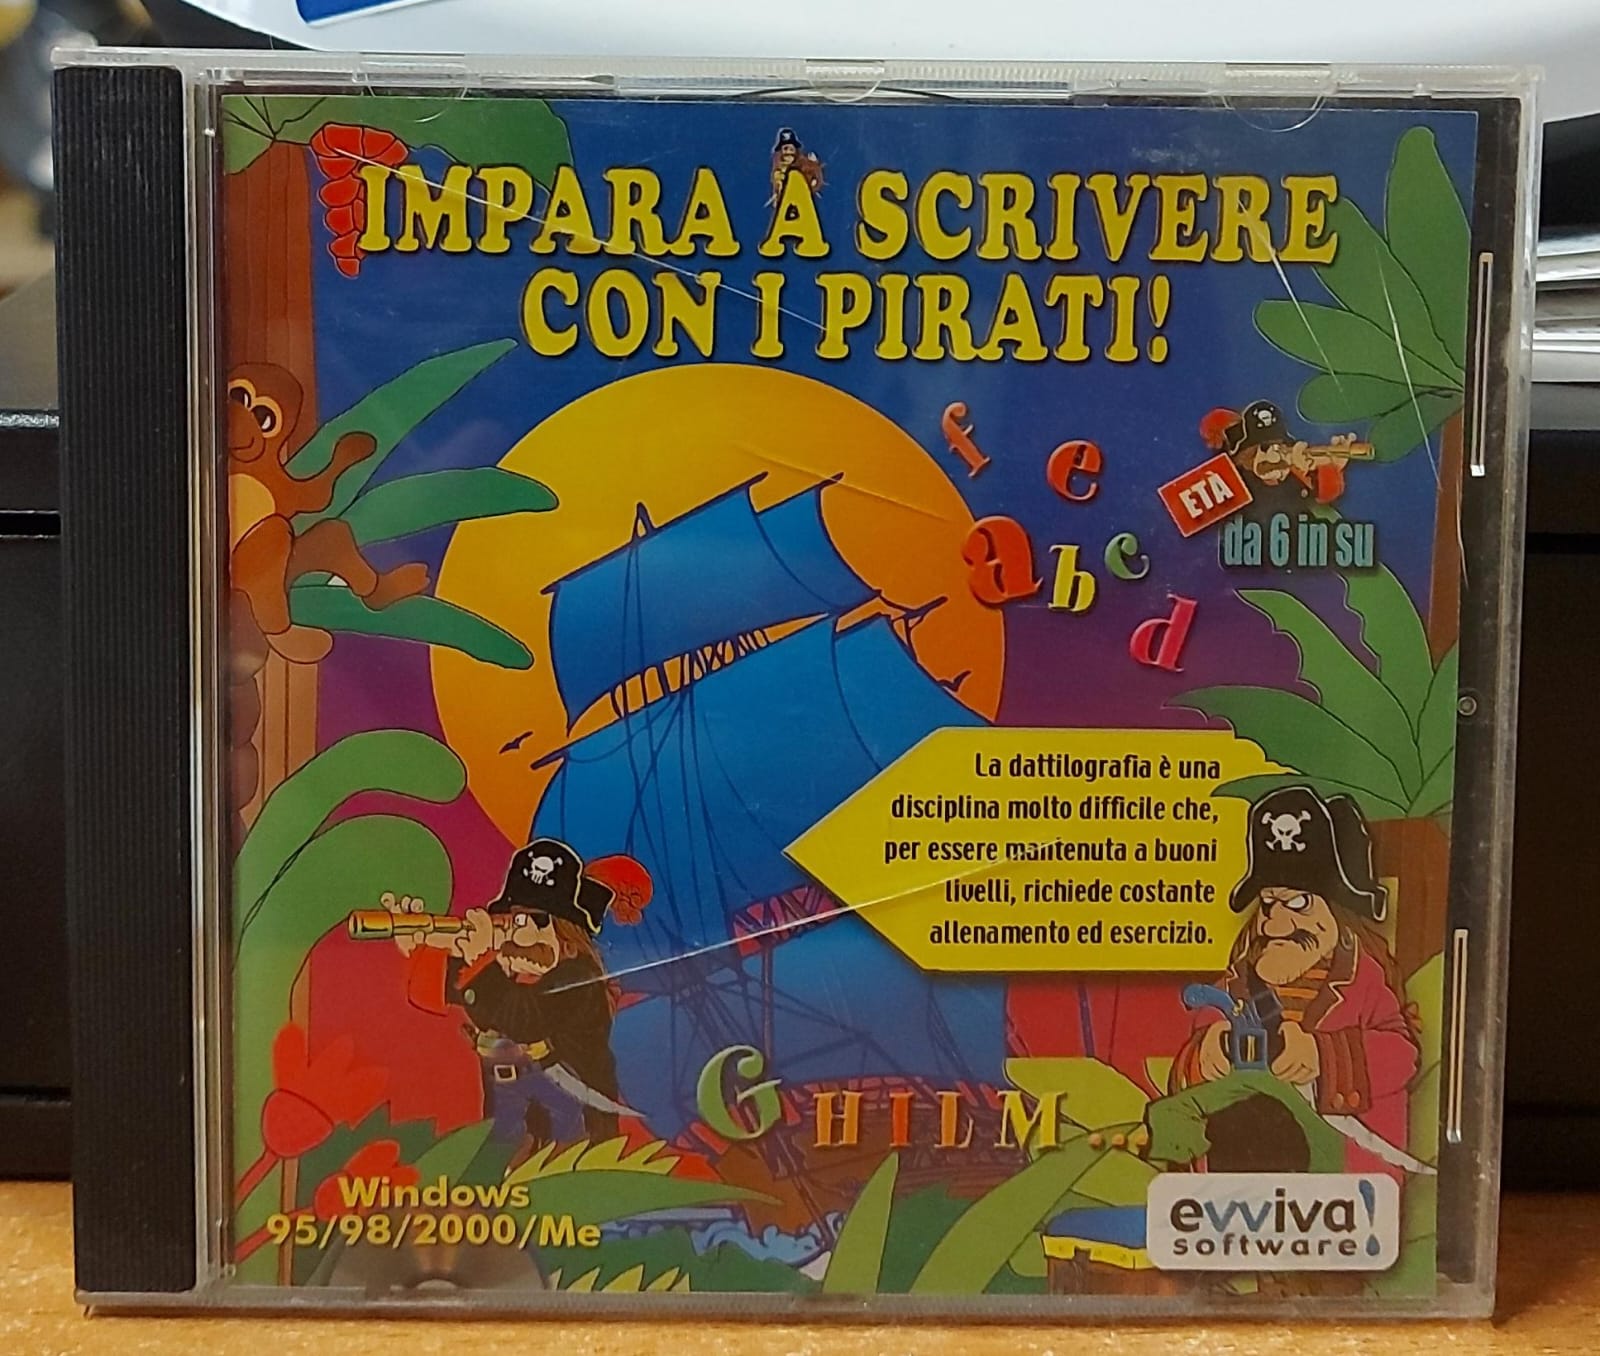 IMPARA A SCRIVERE
CON I PIRATI!
f e
a b c
d
ETÀ
da 6 in su
La dattilografia è una
disciplina molto difficile che,
per essere mantenuta a buoni
livelli, richiede costante
allenamento ed esercizio.
GHILM...
Windows
95/98/2000/Me
evviva!
software